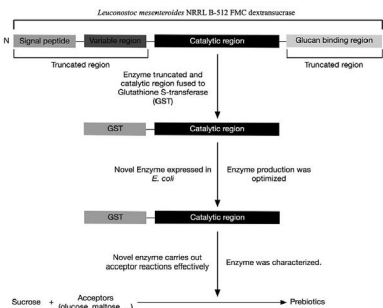 Leuconostoc mesenteroides NRRL B-512 FMC dextransucrase
N Signal peptide Variable region Catalytic region Glucan binding region
Truncated region Truncated region
Enzyme truncated and
catalytic region fused to
Glutathione S-transferase
(GST)
GST Catalytic region
Novel Enzyme expressed in Enzyme production was
E. coli optimized
GST Catalytic region
Novel enzyme carries out
acceptor reactions effectively Enzyme was characterized.
Sucrose + Acceptors Prebiotics
(glucose, maltose....)